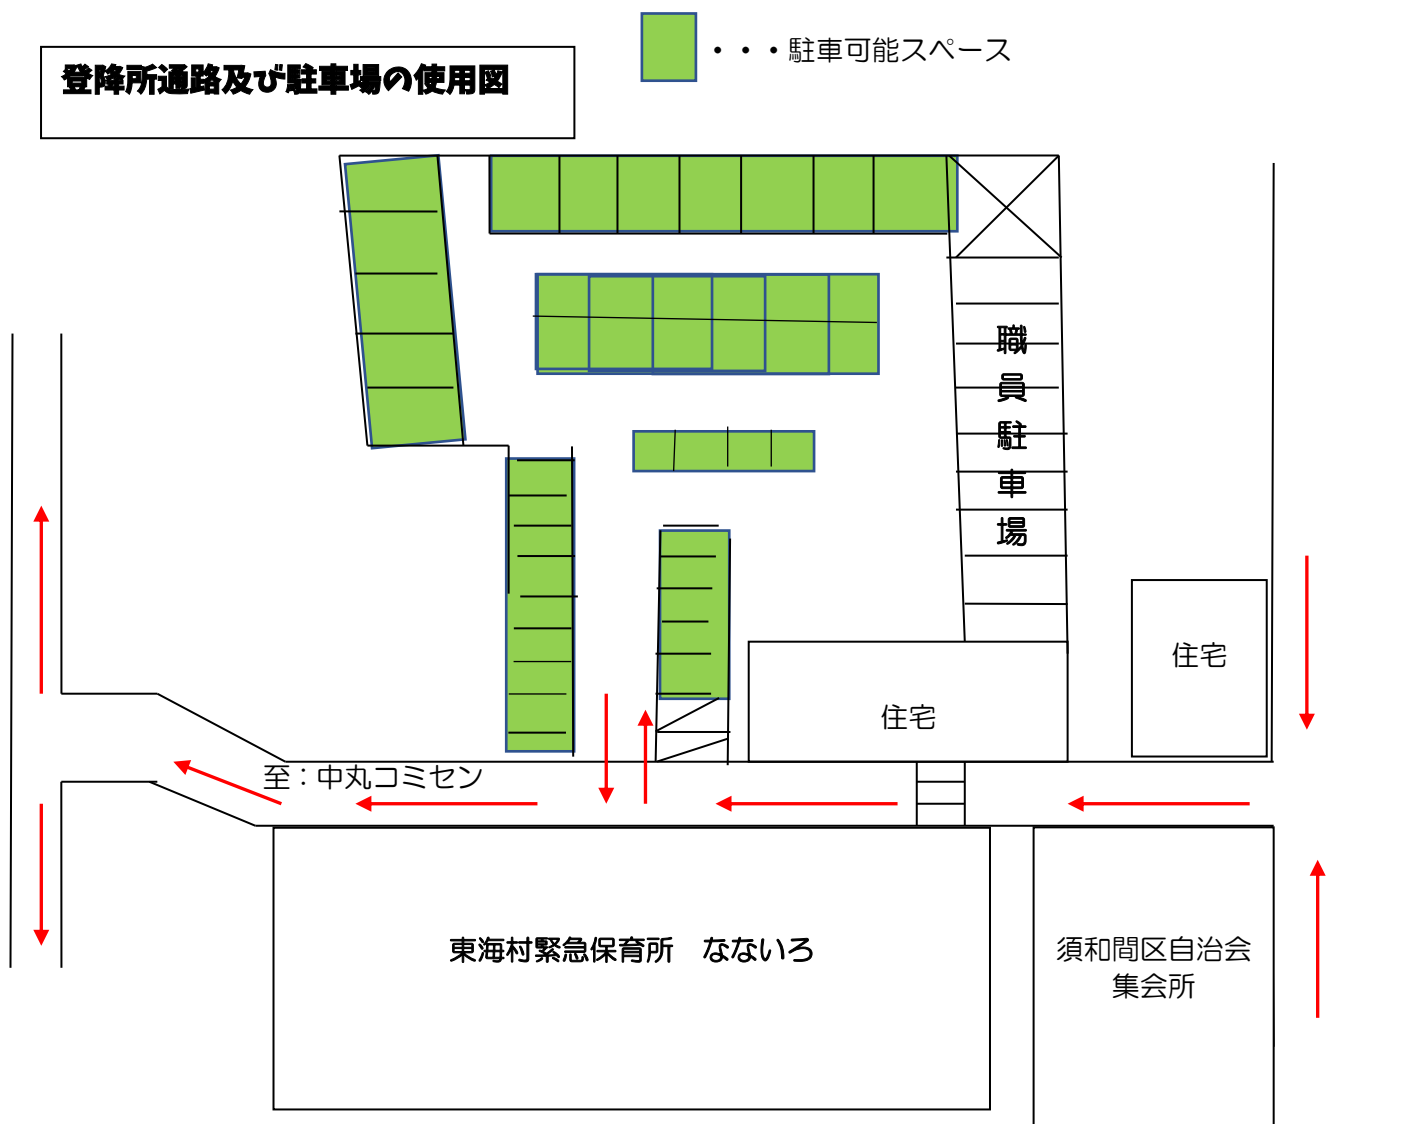 ・・・駐車可能スペース
登降所通路及び駐車場の使用図
職員駐車場
住宅
住宅
至：中丸コミセン
東海村緊急保育所　なないろ
須和間区自治会
集会所